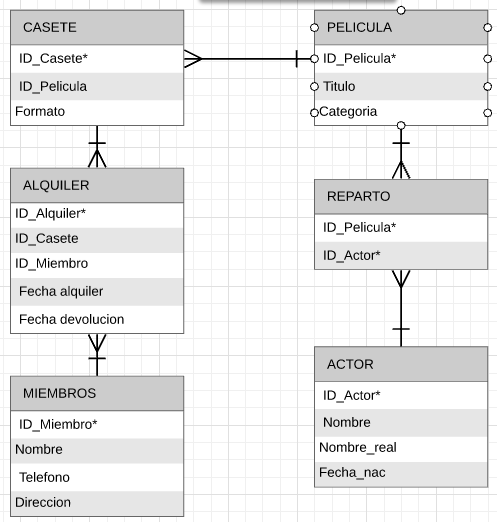 CASETE
ID_Casete*
ID_Pelicula
Formato
PELICULA
ID_Pelicula*
Titulo
Categoria
ALQUILER
ID_Alquiler*
ID_Casete
ID_Miembro
Fecha alquiler
Fecha devolucion
REPARTO
ID_Pelicula*
ID_Actor*
MIEMBROS
ID_Miembro*
Nombre
Telefono
Direccion
ACTOR
ID_Actor*
Nombre
Nombre_real
Fecha_nac